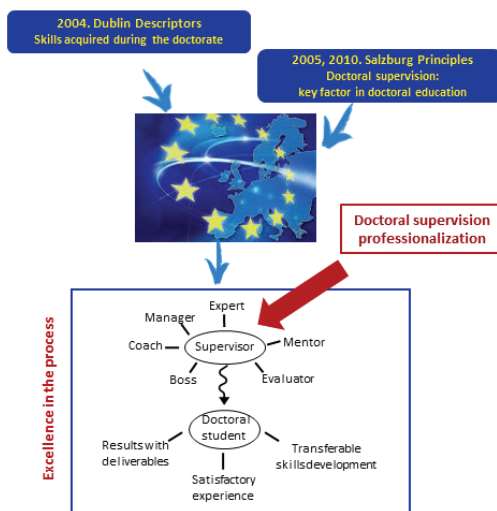 2004. Dublin Descriptors
Skills acquired during the doctorate
2005, 2010. Salzburg Principles
Doctoral supervision:
key factor in doctoral education
Doctoral supervision
professionalization
Excellence in the process
Expert
Manager
Coach
Supervisor
Mentor
Boss
Evaluator
Doctoral
student
Results with
deliverables
Transferable
skills development
Satisfactory
experience